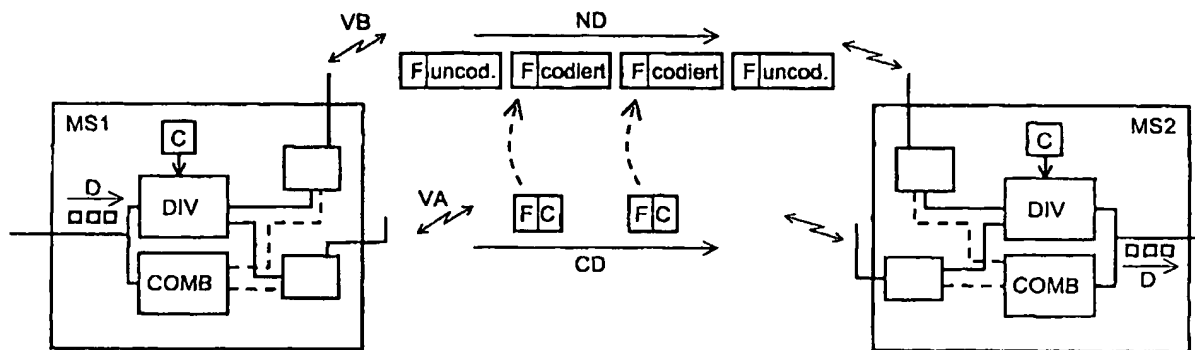 VB
ND
F uncod. F codiert F codiert F uncod.
MS1
MS2
C
C
D
DIV
VA
F C
F C
DIV
CD
COMB
COMB
D